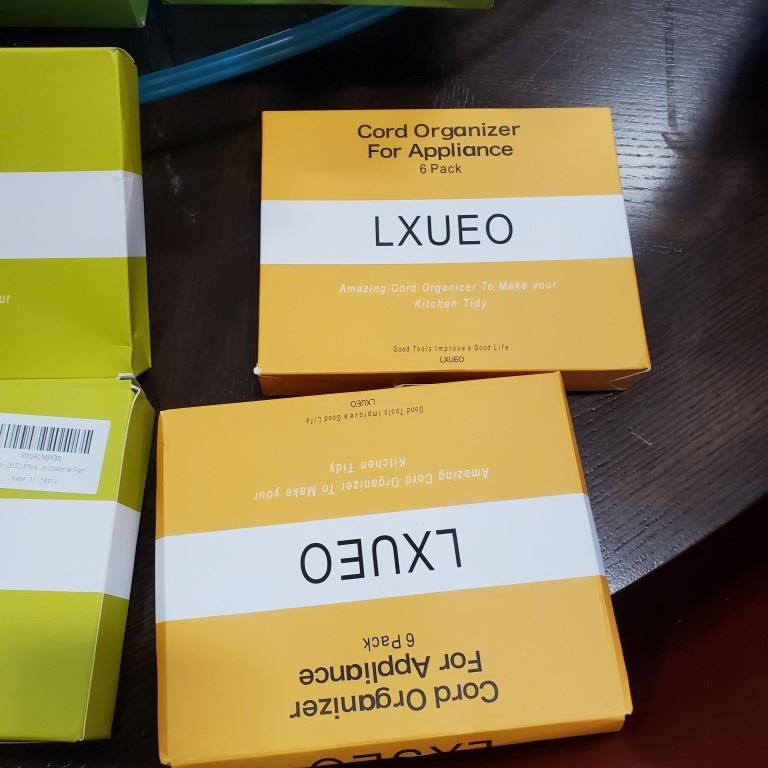 Cord Organizer
For Appliance
6 Pack
LXUEO
Amazing Cord Organizer To Make your
Kitchen Tidy
Good Tools Improve a Good Life
LXUEO
Cord Organizer
For Appliance
6 Pack
LXUEO
Amazing Cord Organizer To Make your
Kitchen Tidy
Good Tools Improve a Good Life
LXUEO
LXUEO
ur